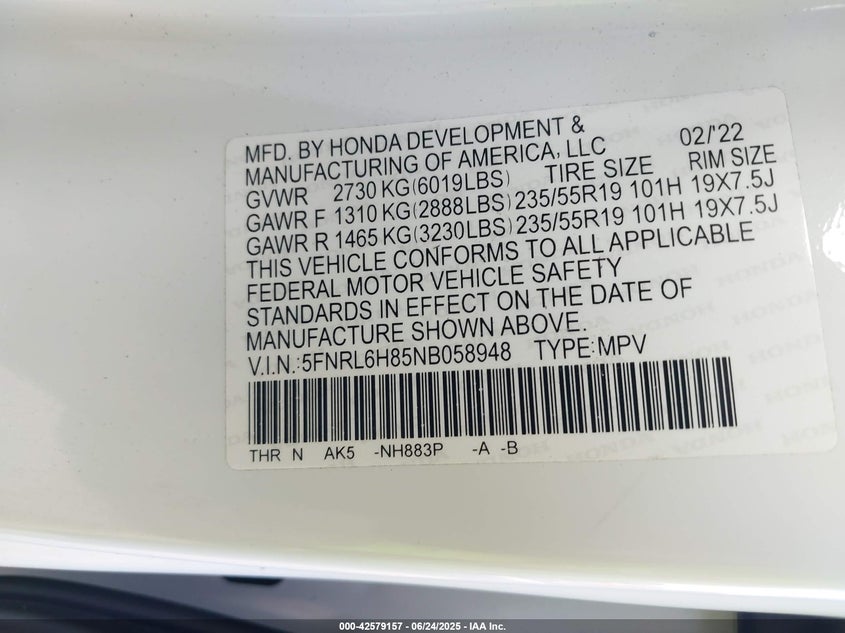 MFD. BY HONDA DEVELOPMENT & 02/'22
MANUFACTURING OF AMERICA, LLC
GVWR 2730 KG(6019LBS) TIRE SIZE RIM SIZE
GAWR F 1310 KG(2888LBS) 235/55R19 101H 19X7.5J
GAWR R 1465 KG(3230LBS) 235/55R19 101H 19X7.5J
THIS VEHICLE CONFORMS TO ALL APPLICABLE
FEDERAL MOTOR VEHICLE SAFETY
STANDARDS IN EFFECT ON THE DATE OF
MANUFACTURE SHOWN ABOVE.
V.I.N.:5FNRL6H85NB058948 TYPE:MPV
THR N AK5 -NH883P -A -B
000-42579157 - 06/24/2025 - IAA Inc.